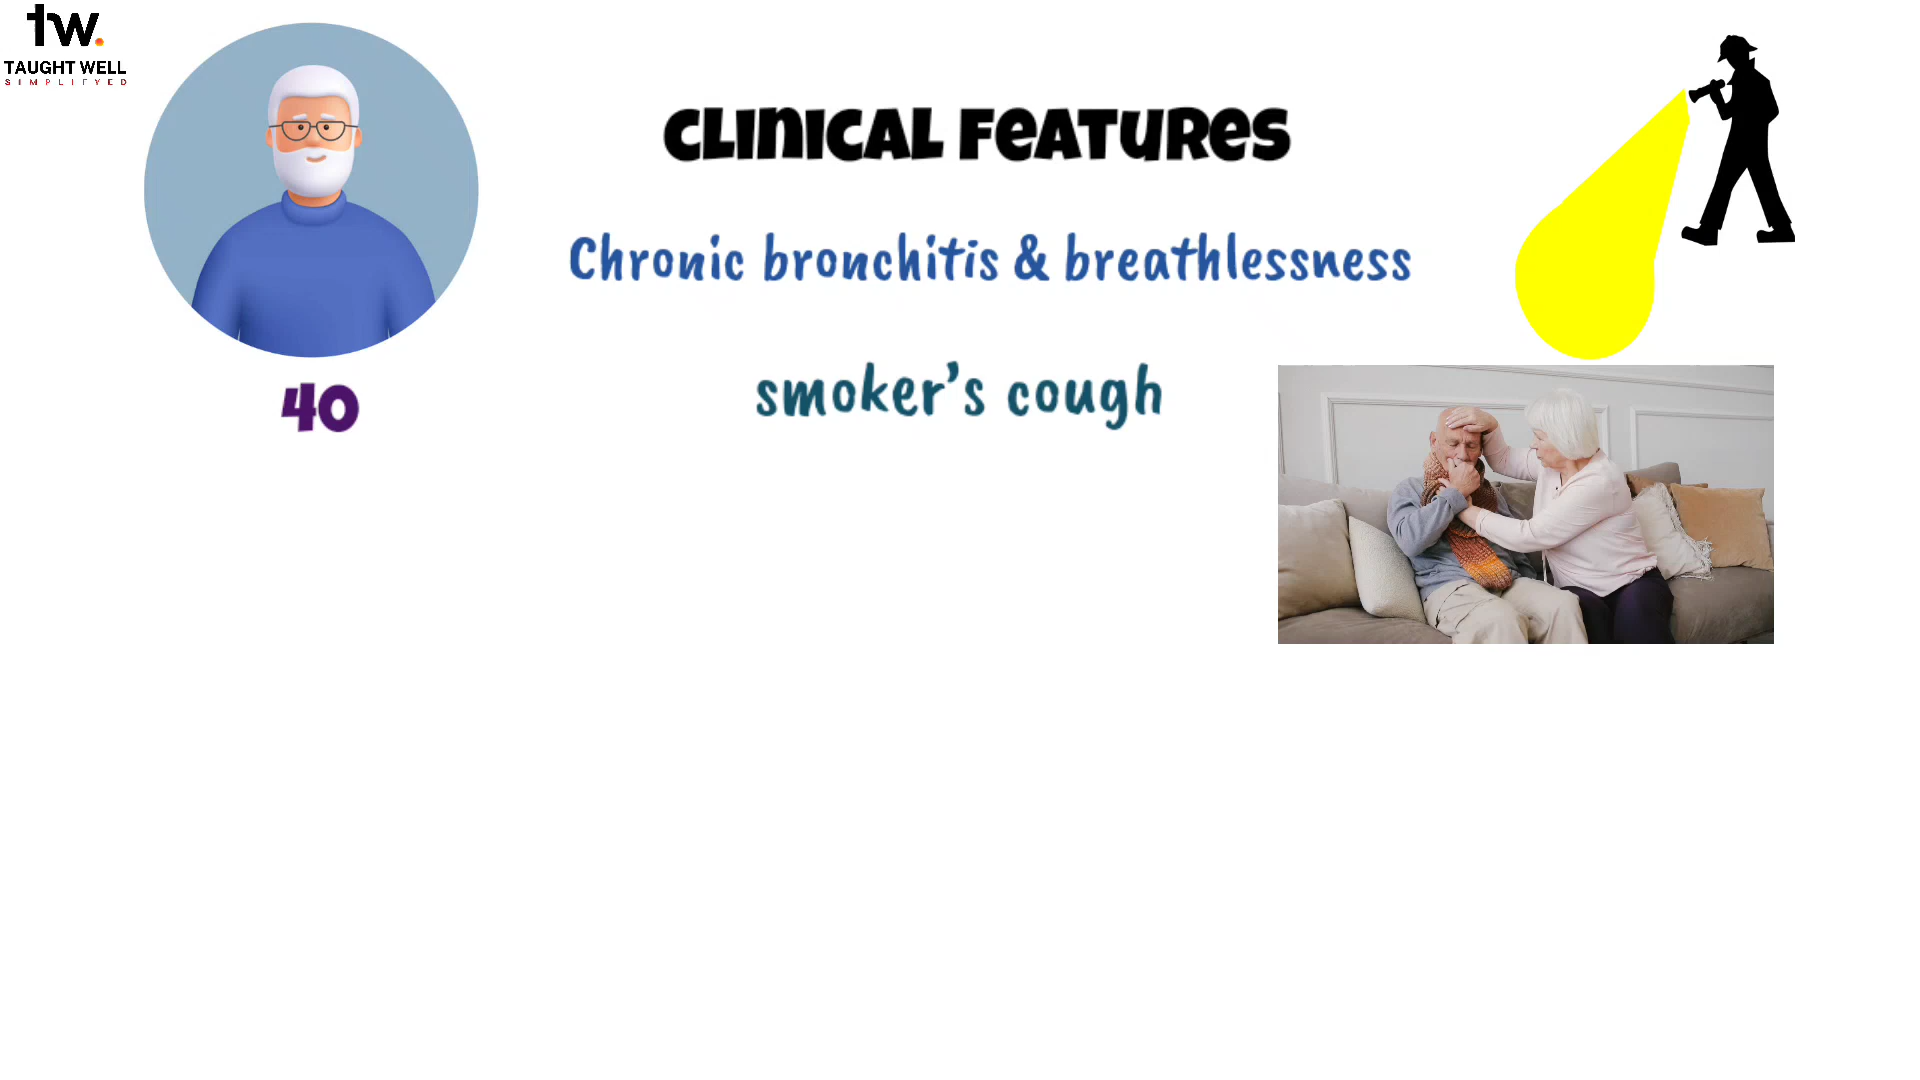 tw.
TAUGHT WELL
SIMPLIFYED
CLINICAL FEATURES
Chronic bronchitis & breathlessness
smoker's cough
40